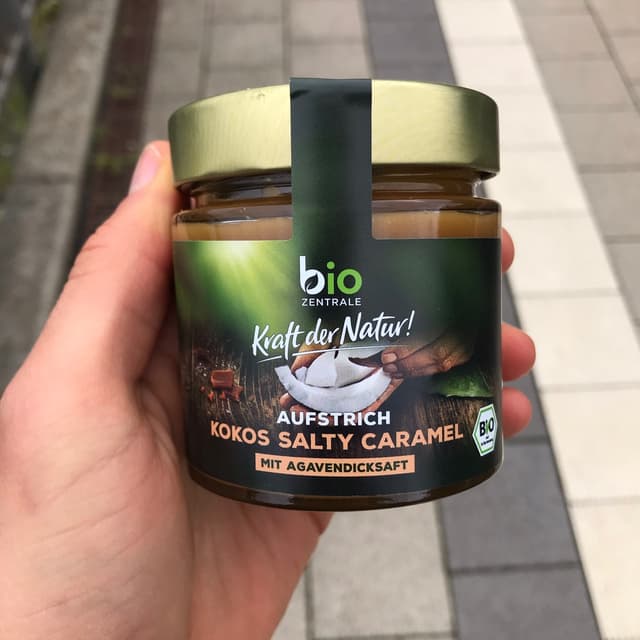 bio
ZENTRALE
Kraft der Natur!
AUFSTRICH
KOKOS SALTY CARAMEL
MIT AGAVENDICKSAFT
BIO